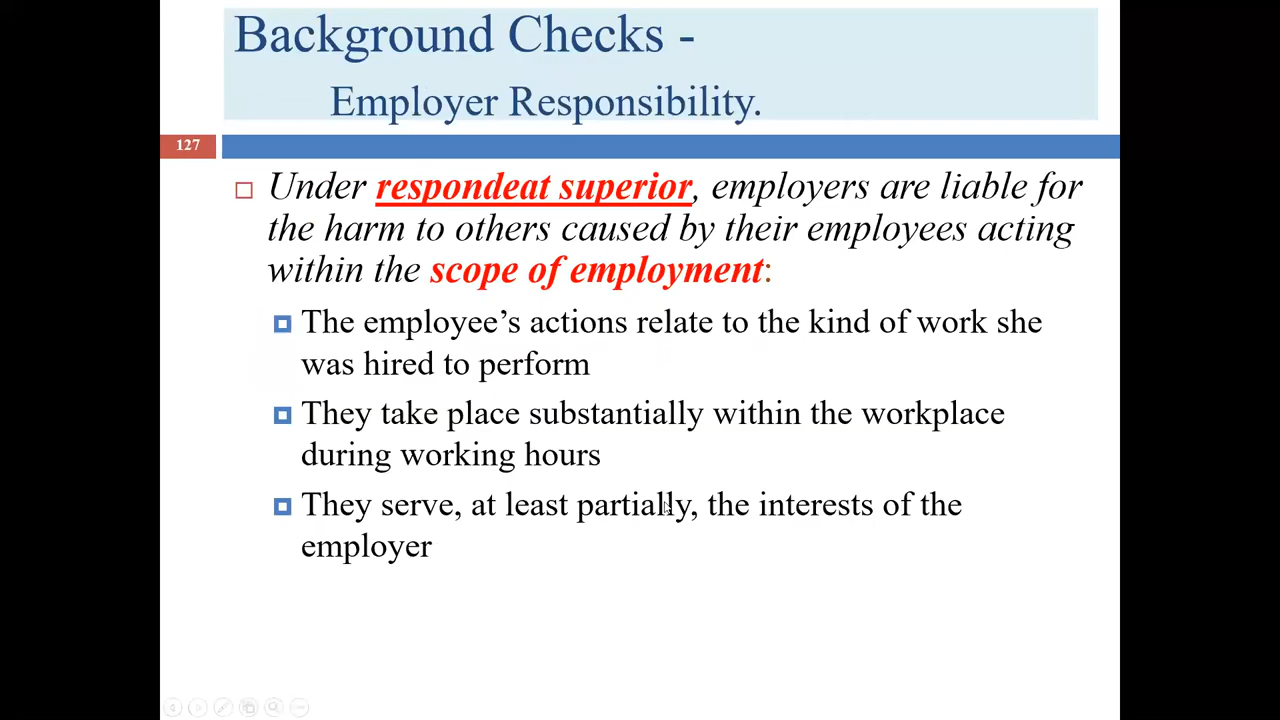 Background Checks -
Employer Responsibility.
127
Under respondeat superior, employers are liable for
the harm to others caused by their employees acting
within the scope of employment:
The employee’s actions relate to the kind of work she
was hired to perform
They take place substantially within the workplace
during working hours
They serve, at least partially, the interests of the
employer